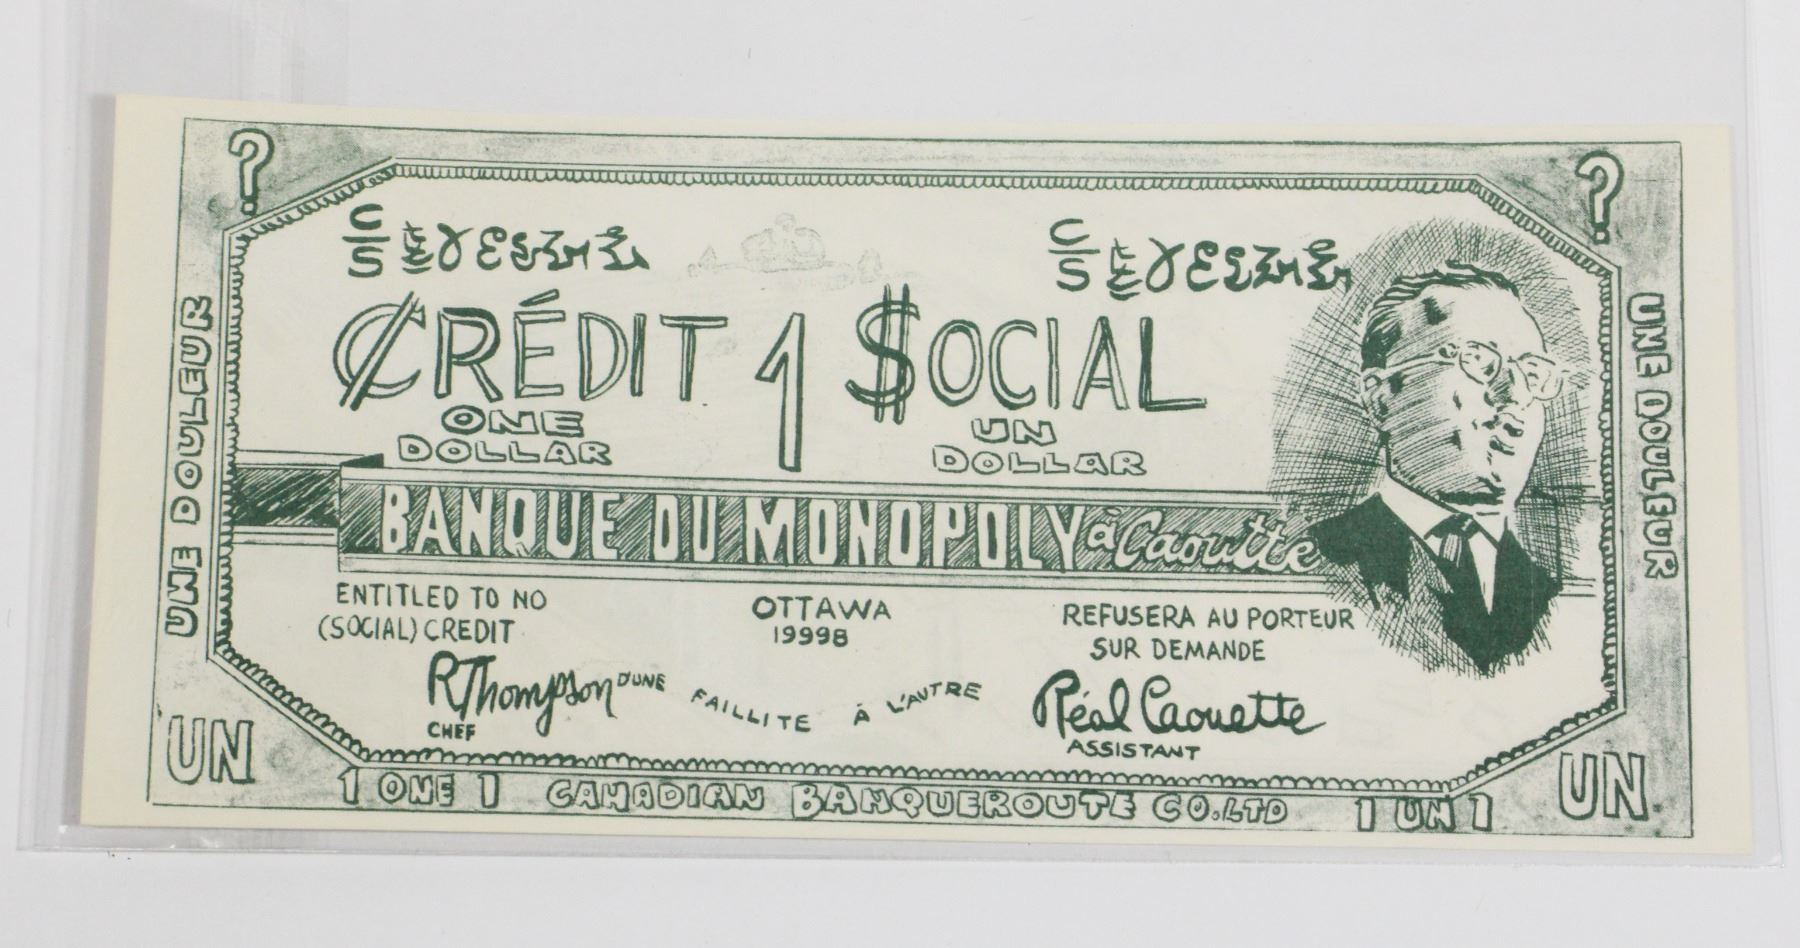 ?
?
C/S
C/S
CRÉDIT 1 $OCIAL
ONE
DOLLAR
UN
DOLLAR
BANQUE DU MONOPOLY à Caouette
ENTITLED TO NO
(SOCIAL) CREDIT
OTTAWA
19998
REFUSERA AU PORTEUR
SUR DEMANDE
R Thompson
CHEF
D'UNE FAILLITE À L'AUTRE
Réal Caouette
ASSISTANT
UNE DOULEUR
UNE DOULEUR
UN
1 ONE 1 CANADIAN BANQUEROUTE CO. LTD 1 UN 1
UN